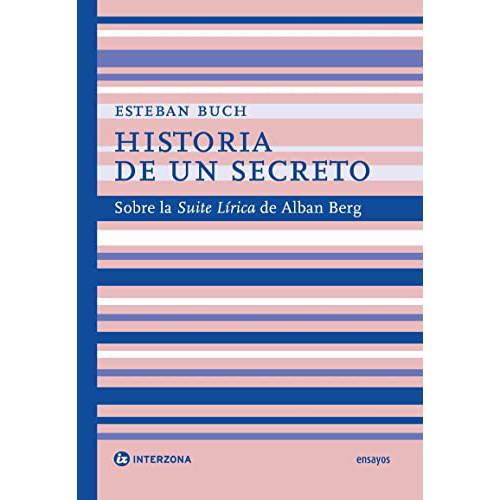 ESTEBAN BUCH
HISTORIA
DE UN SECRETO
Sobre la Suite Lírica de Alban Berg
iz INTERZONA
ensayos